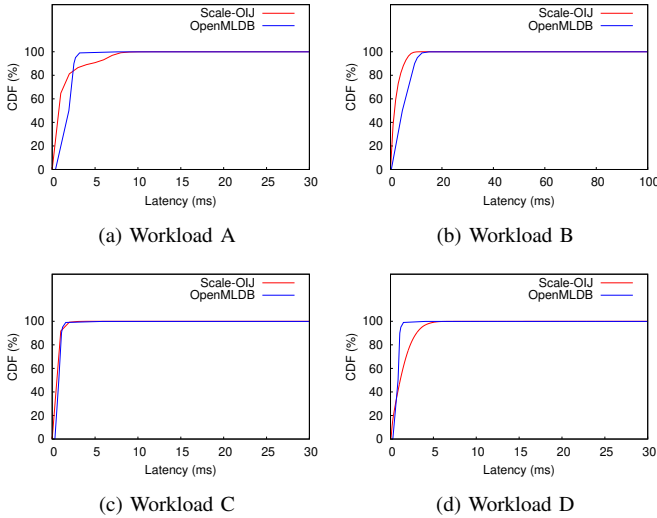 Scale-OIJ
OpenMLDB
CDF (%)
100
80
60
40
20
0
0 5 10 15 20 25 30
Latency (ms)
(a) Workload A
Scale-OIJ
OpenMLDB
CDF (%)
100
80
60
40
20
0
0 20 40 60 80 100
Latency (ms)
(b) Workload B
Scale-OIJ
OpenMLDB
CDF (%)
100
80
60
40
20
0
0 5 10 15 20 25 30
Latency (ms)
(c) Workload C
Scale-OIJ
OpenMLDB
CDF (%)
100
80
60
40
20
0
0 5 10 15 20 25 30
Latency (ms)
(d) Workload D